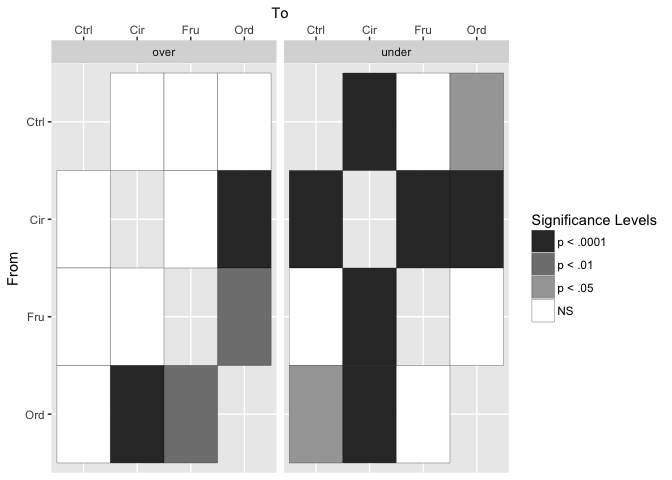 To
Ctrl Cir Fru Ord Ctrl Cir Fru Ord
over under
From
Ctrl
Cir
Fru
Ord
Significance Levels
p < .0001
p < .01
p < .05
NS